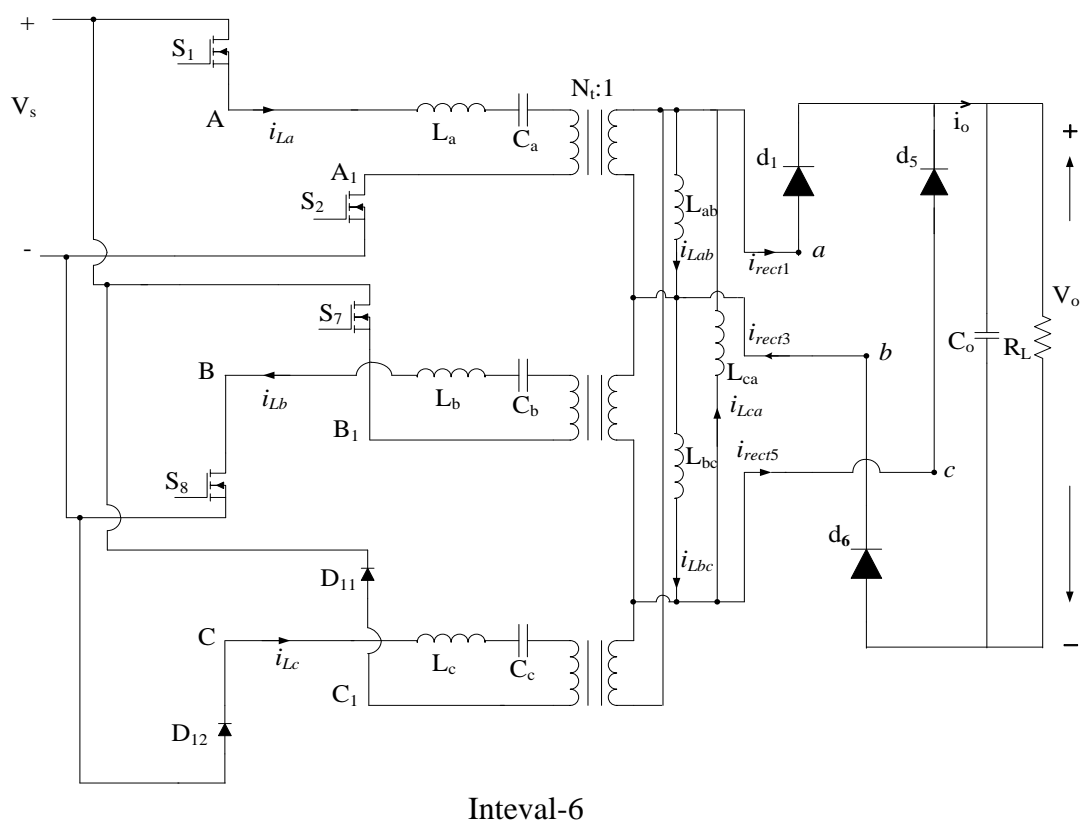 +
S1
Vs
A
iLa
La
Ca
Nt:1
A1
S2
-
d1
d5
io
+
Lab
iLab
irect1
a
S7
B
iLb
Lb
Cb
B1
irect3
b
Lca
iLca
Co
RL
Vo
S8
Lbc
irect5
c
iLbc
d6
D11
C
iLc
Lc
Cc
C1
D12
-
Inteval-6